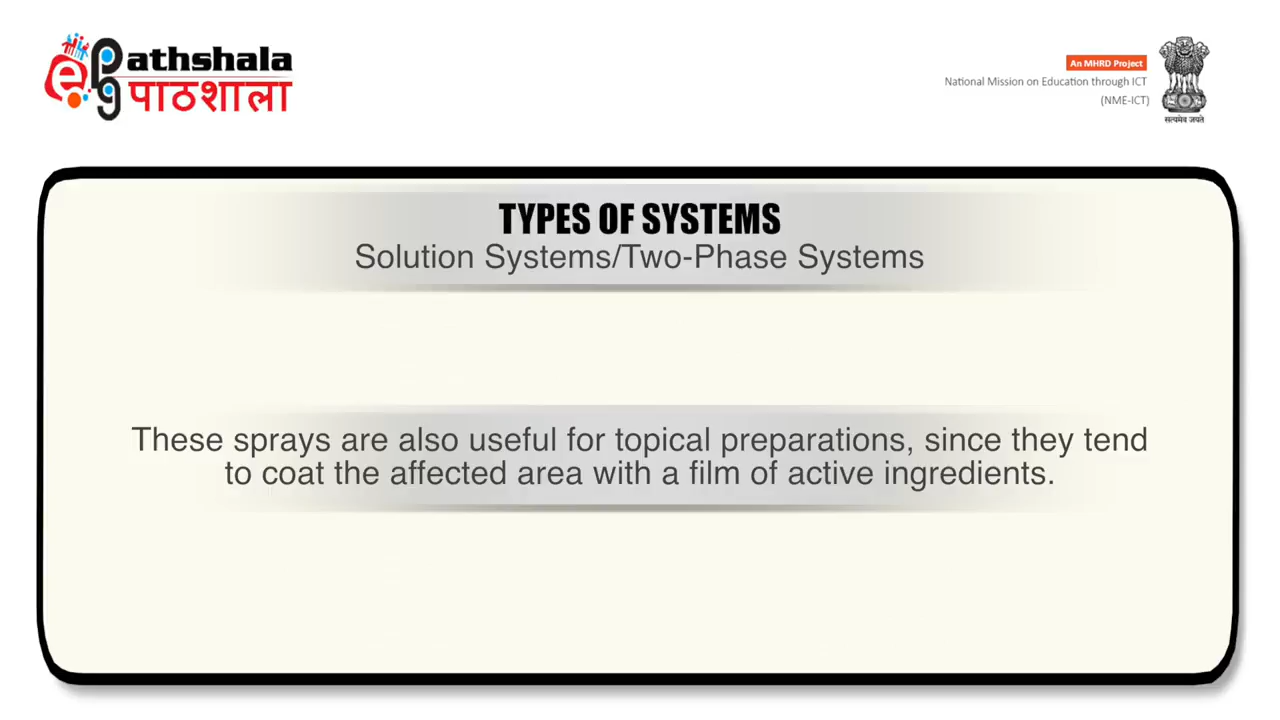 e
pg
athshala
पाठशाला
An MHRD Project
National Mission on Education through ICT
(NME-ICT)
सत्यमेव जयते
TYPES OF SYSTEMS
Solution Systems/Two-Phase Systems
These sprays are also useful for topical preparations, since they tend
to coat the affected area with a film of active ingredients.